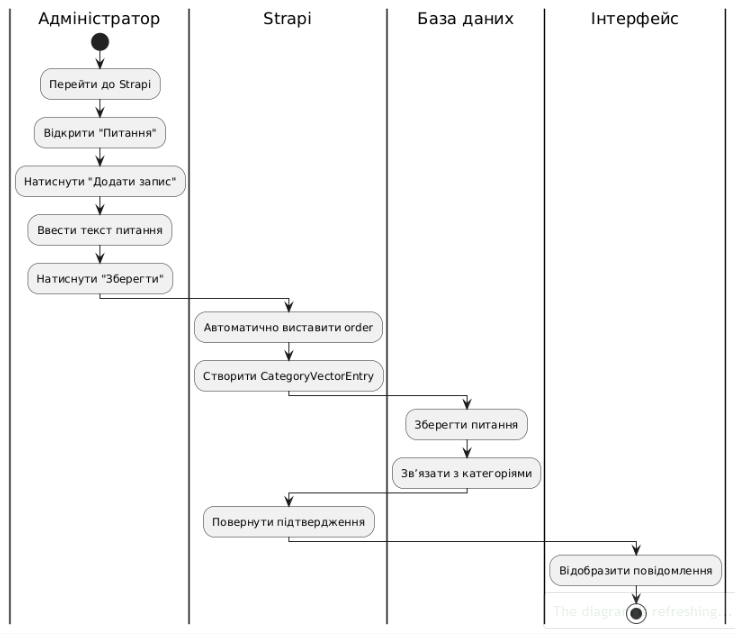 Адміністратор
Strapi
База даних
Інтерфейс
Перейти до Strapi
Відкрити "Питання"
Натиснути "Додати запис"
Ввести текст питання
Натиснути "Зберегти"
Автоматично виставити order
Створити CategoryVectorEntry
Зберегти питання
Зв’язати з категоріями
Повернути підтвердження
Відобразити повідомлення
The diagram refreshing...